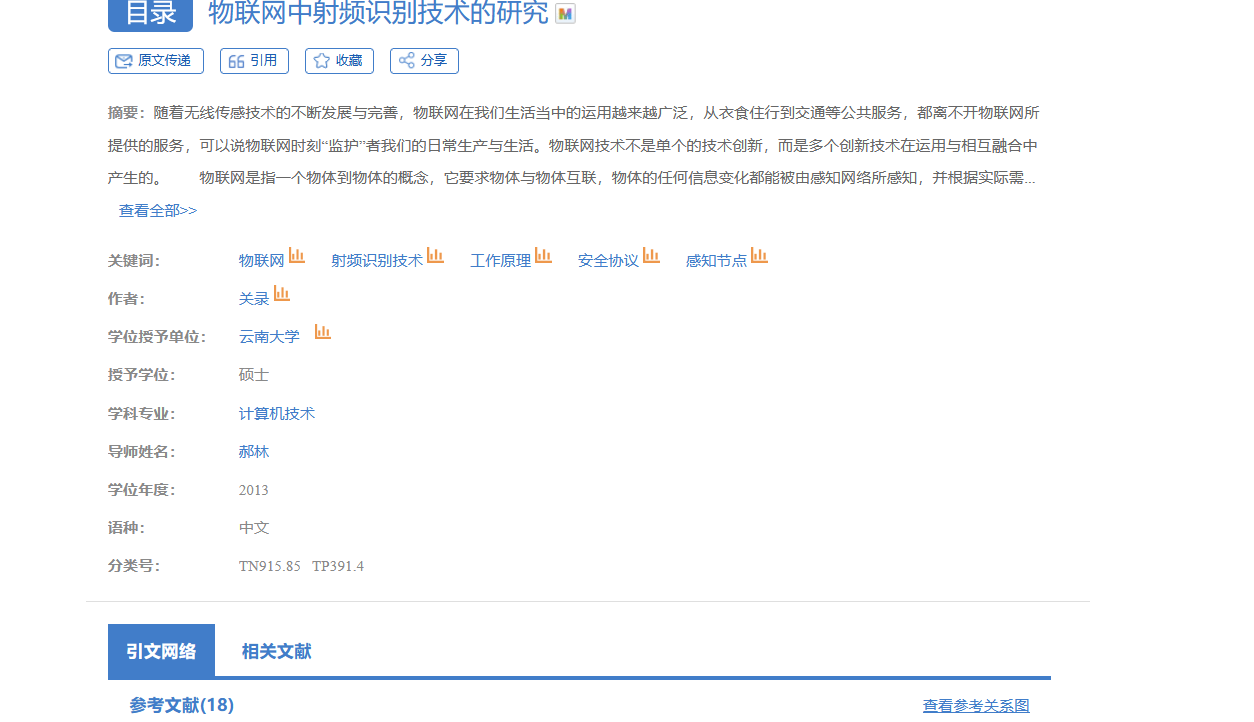 目录 物联网中射频识别技术的研究 M
原文传递 引用 收藏 分享
摘要：随着无线传感技术的不断发展与完善，物联网在我们生活当中的运用越来越广泛，从衣食住行到交通等公共服务，都离不开物联网所
提供的服务，可以说物联网时刻“监护”者我们的日常生产与生活。物联网技术不是单个的技术创新，而是多个创新技术在运用与相互融合中
产生的。 物联网是指一个物体到物体的概念，它要求物体与物体互联，物体的任何信息变化都能被由感知网络所感知，并根据实际需...
查看全部>>
关键词： 物联网 射频识别技术 工作原理 安全协议 感知节点
作者： 关录
学位授予单位： 云南大学
授予学位： 硕士
学科专业： 计算机技术
导师姓名： 郝林
学位年度： 2013
语种： 中文
分类号： TN915.85 TP391.4
引文网络 相关文献
参考文献(18) 查看参考关系图